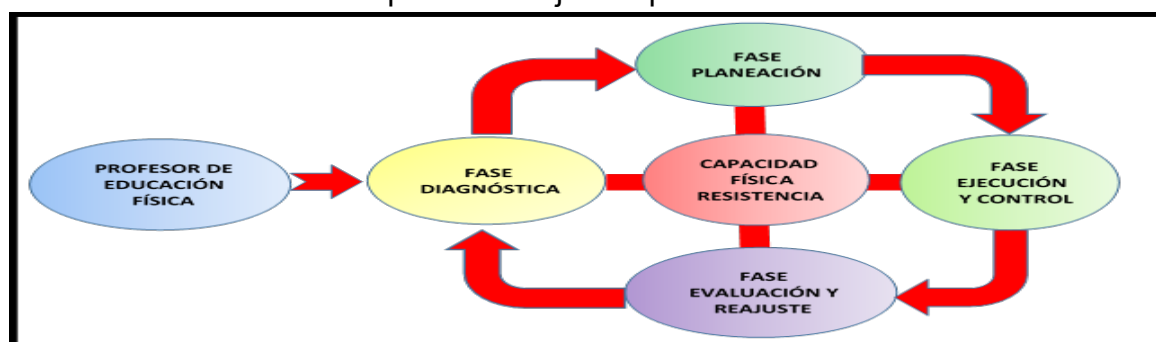 PROFESOR DE
EDUCACIÓN
FÍSICA
FASE
DIAGNÓSTICA
FASE
PLANEACIÓN
CAPACIDAD
FÍSICA
RESISTENCIA
FASE
EJECUCIÓN
Y CONTROL
FASE
EVALUACIÓN Y
REAJUSTE